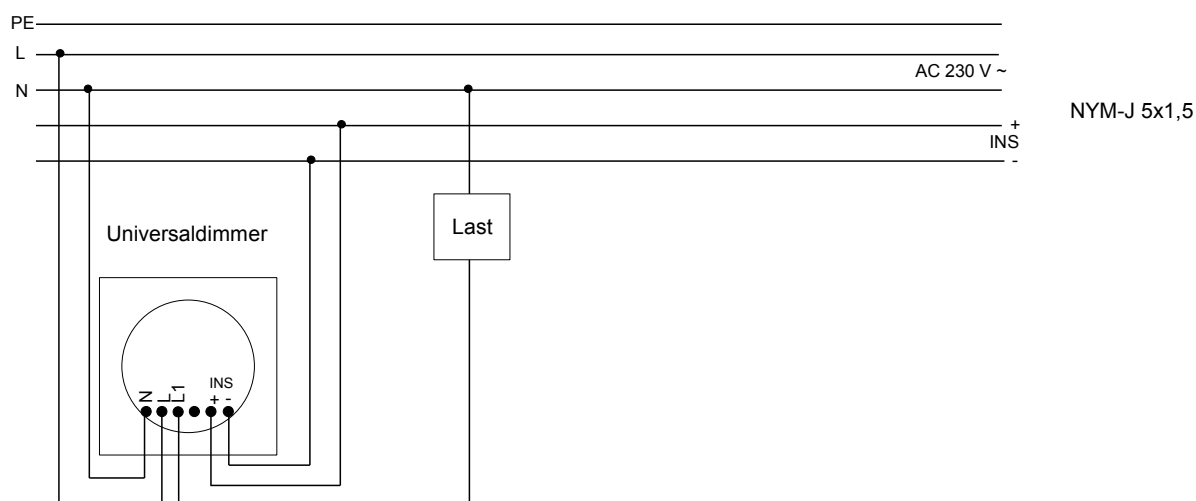 PE
L
AC 230 V ~
N
NYM-J 5x1,5
+
INS
-
Universaldimmer
Last
INS
N L L1 + -